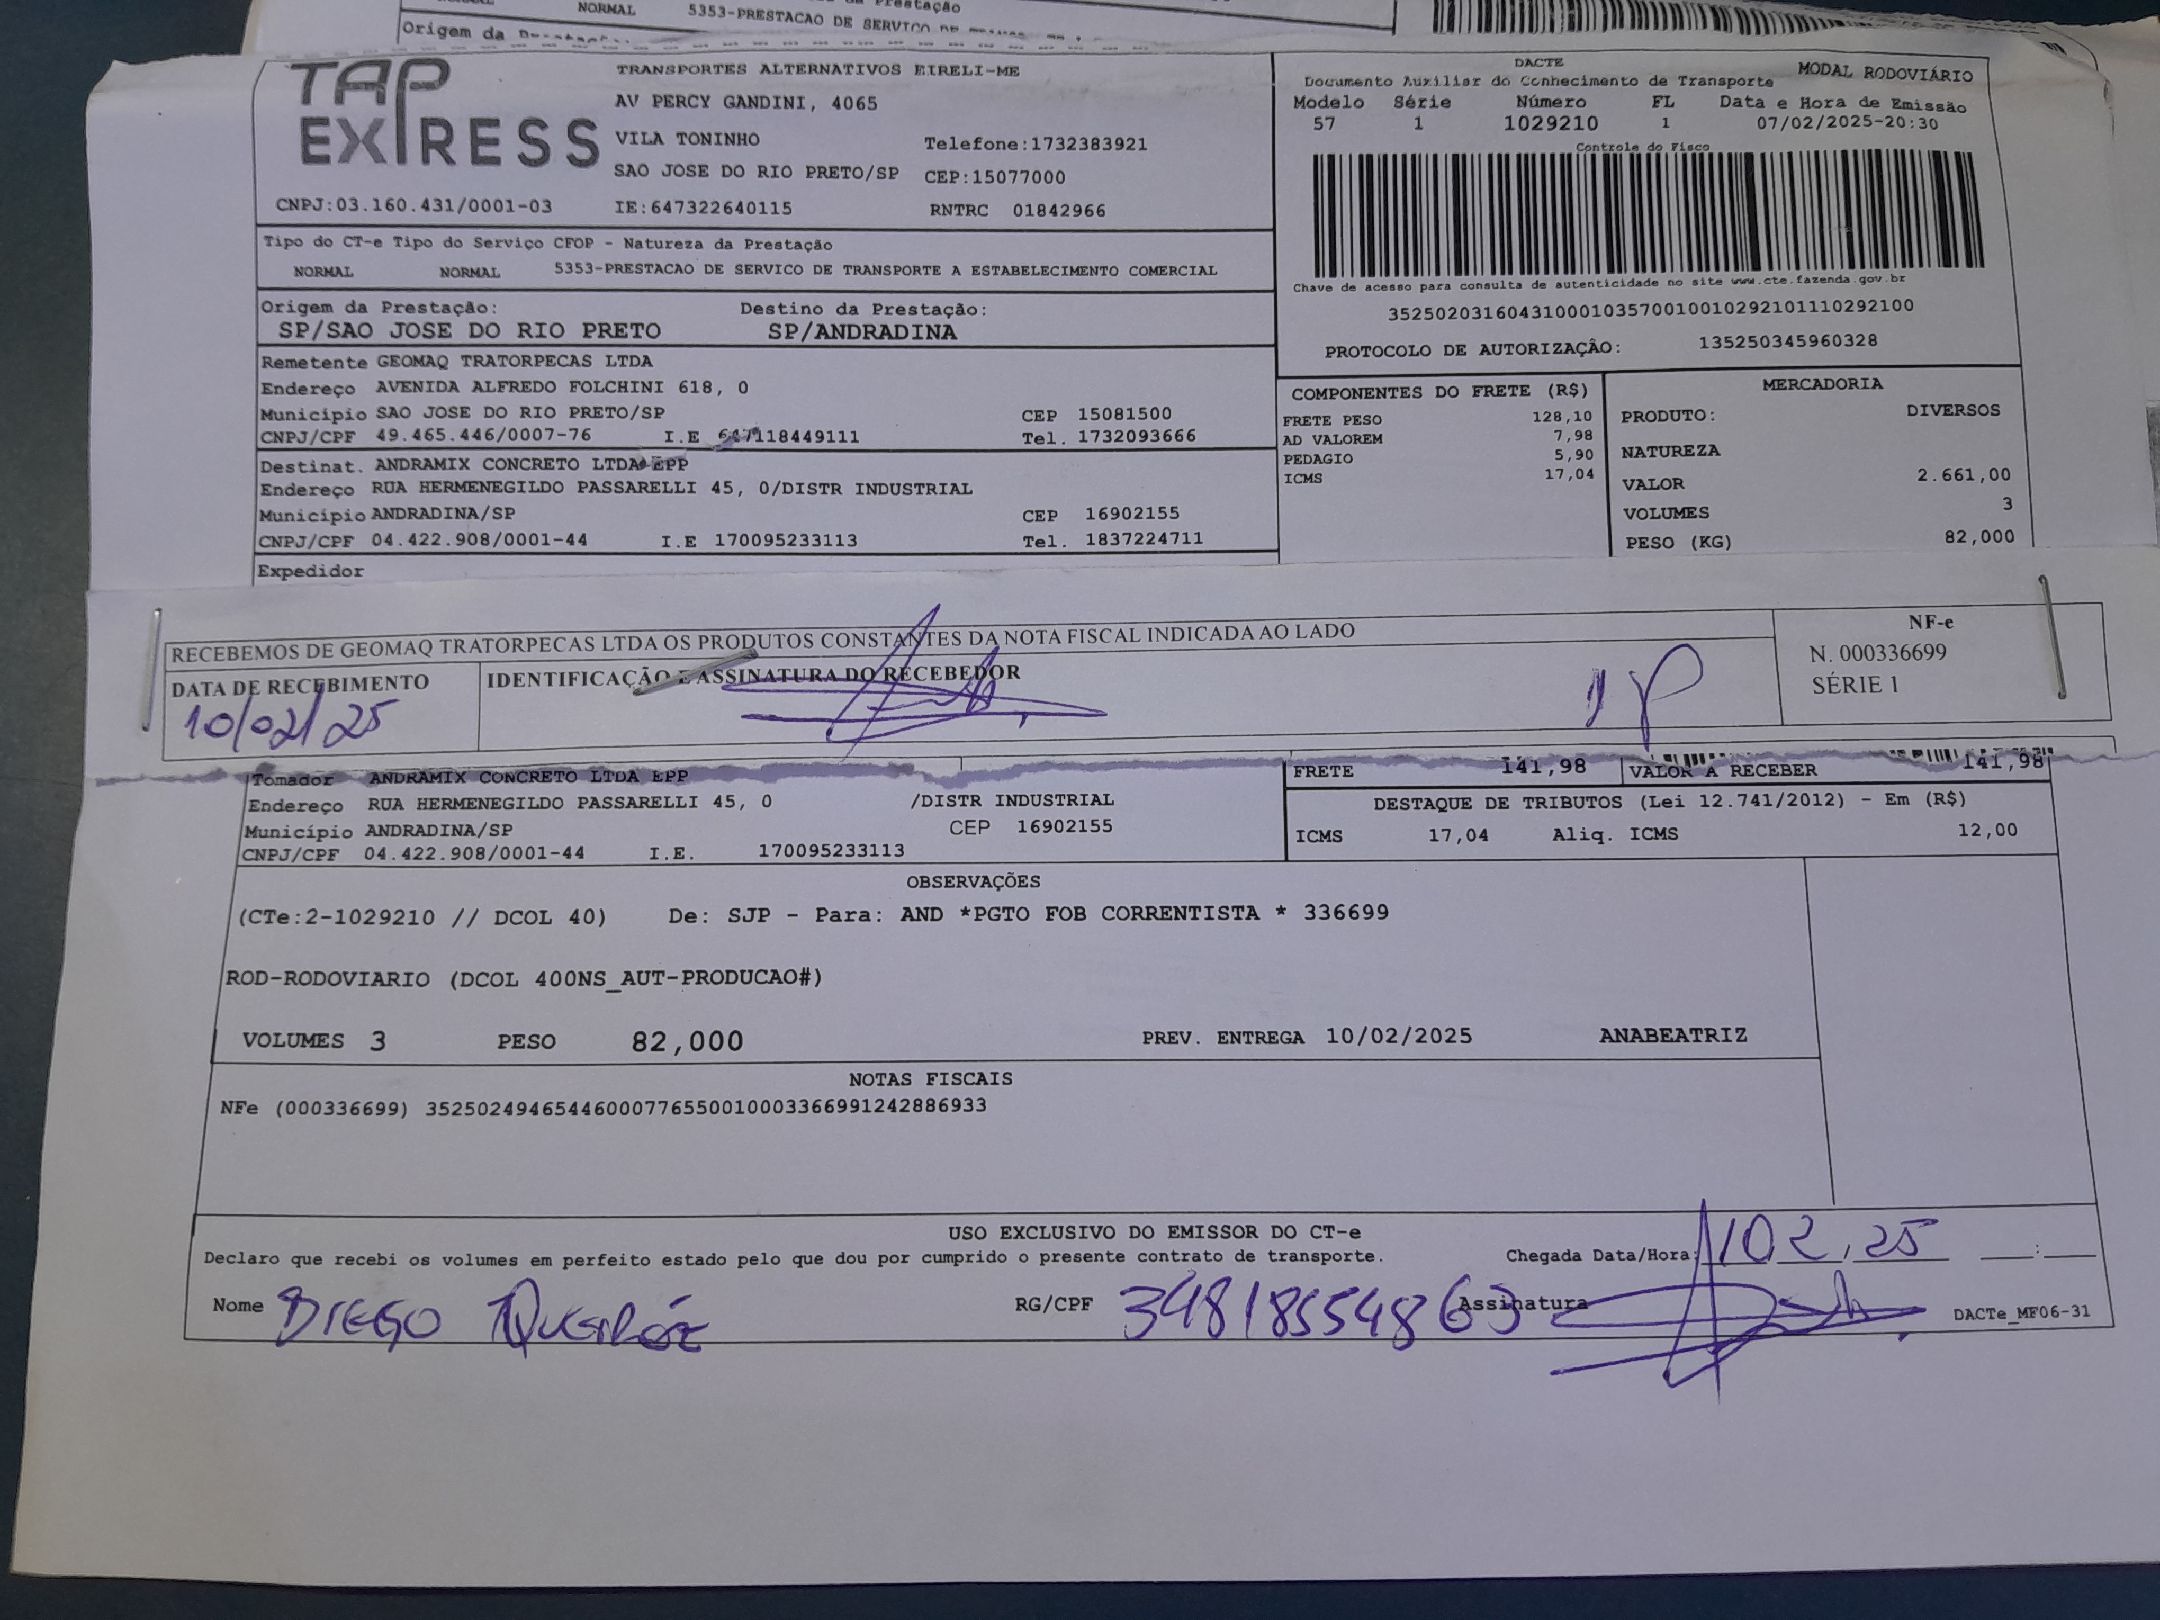 NORMAL 5353-PRESTACAO DE SERVICO DE
Origem da
TAP EXPRESS
TRANSPORTES ALTERNATIVOS EIRELI-ME
AV PERCY GANDINI, 4065
VILA TONINHO Telefone:1732383921
SAO JOSE DO RIO PRETO/SP CEP:15077000
CNPJ:03.160.431/0001-03 IE:647322640115 RNTRC 01842966
DACTE MODAL RODOVIÁRIO
Documento Auxiliar do Conhecimento de Transporte
Modelo Série Número FL Data e Hora de Emissão
57 1 1029210 1 07/02/2025-20:30
Controle do Fisco
Chave de acesso para consulta de autenticidade no site www.cte.fazenda.gov.br
35250203160431000103570010010292101110292100
PROTOCOLO DE AUTORIZAÇÃO: 135250345960328
Tipo do CT-e Tipo do Serviço CFOP - Natureza da Prestação
NORMAL NORMAL 5353-PRESTACAO DE SERVICO DE TRANSPORTE A ESTABELECIMENTO COMERCIAL
Origem da Prestação: Destino da Prestação:
SP/SAO JOSE DO RIO PRETO SP/ANDRADINA
Remetente GEOMAQ TRATORPECAS LTDA
Endereço AVENIDA ALFREDO FOLCHINI 618, 0
Município SAO JOSE DO RIO PRETO/SP CEP 15081500
CNPJ/CPF 49.465.446/0007-76 I.E 647118449111 Tel. 1732093666
Destinat. ANDRAMIX CONCRETO LTDA EPP
Endereço RUA HERMENEGILDO PASSARELLI 45, 0/DISTR INDUSTRIAL
Município ANDRADINA/SP CEP 16902155
CNPJ/CPF 04.422.908/0001-44 I.E 170095233113 Tel. 1837224711
Expedidor
COMPONENTES DO FRETE (R$)
FRETE PESO 128,10
AD VALOREM 7,98
PEDAGIO 5,90
ICMS 17,04
MERCADORIA
PRODUTO: DIVERSOS
NATUREZA
VALOR 2.661,00
VOLUMES 3
PESO (KG) 82,000
RECEBEMOS DE GEOMAQ TRATORPECAS LTDA OS PRODUTOS CONSTANTES DA NOTA FISCAL INDICADA AO LADO
DATA DE RECEBIMENTO IDENTIFICAÇÃO E ASSINATURA DO RECEBEDOR
10/02/25
NF-e
N. 000336699
SÉRIE 1
Tomador ANDRAMIX CONCRETO LTDA EPP
Endereço RUA HERMENEGILDO PASSARELLI 45, 0 /DISTR INDUSTRIAL
Município ANDRADINA/SP CEP 16902155
CNPJ/CPF 04.422.908/0001-44 I.E. 170095233113
FRETE 141,98 VALOR A RECEBER 141,98
DESTAQUE DE TRIBUTOS (Lei 12.741/2012) - Em (R$)
ICMS 17,04 Aliq. ICMS 12,00
OBSERVAÇÕES
(CTe:2-1029210 // DCOL 40) De: SJP - Para: AND *PGTO FOB CORRENTISTA * 336699
ROD-RODOVIARIO (DCOL 400NS_AUT-PRODUCAO#)
VOLUMES 3 PESO 82,000 PREV. ENTREGA 10/02/2025 ANABEATRIZ
NOTAS FISCAIS
NFe (000336699) 35250249465446000776550010003366991242886933
USO EXCLUSIVO DO EMISSOR DO CT-e
Declaro que recebi os volumes em perfeito estado pelo que dou por cumprido o presente contrato de transporte. Chegada Data/Hora: 10 2 25 :
Nome DIEGO QUEIRÓZ RG/CPF 34818554863 Assinatura DACTe_MF06-31